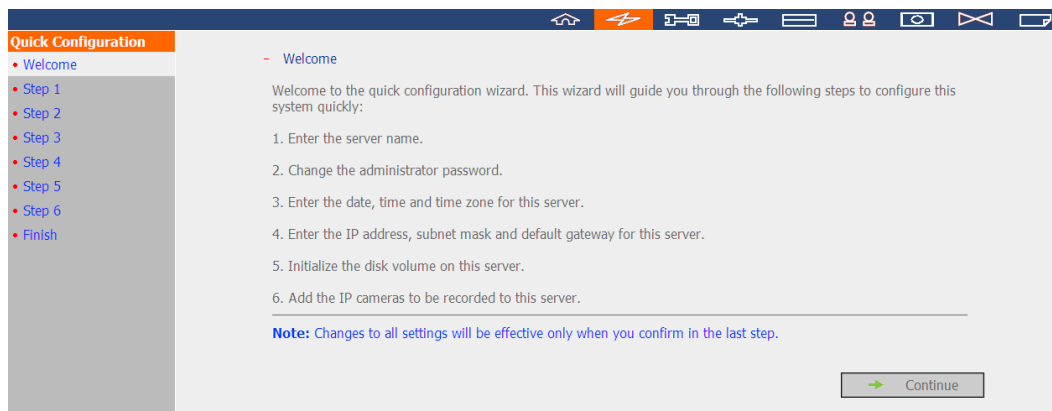 Quick Configuration
• Welcome
• Step 1
• Step 2
• Step 3
• Step 4
• Step 5
• Step 6
• Finish
– Welcome
Welcome to the quick configuration wizard. This wizard will guide you through the following steps to configure this
system quickly:
1. Enter the server name.
2. Change the administrator password.
3. Enter the date, time and time zone for this server.
4. Enter the IP address, subnet mask and default gateway for this server.
5. Initialize the disk volume on this server.
6. Add the IP cameras to be recorded to this server.
Note: Changes to all settings will be effective only when you confirm in the last step.
Continue